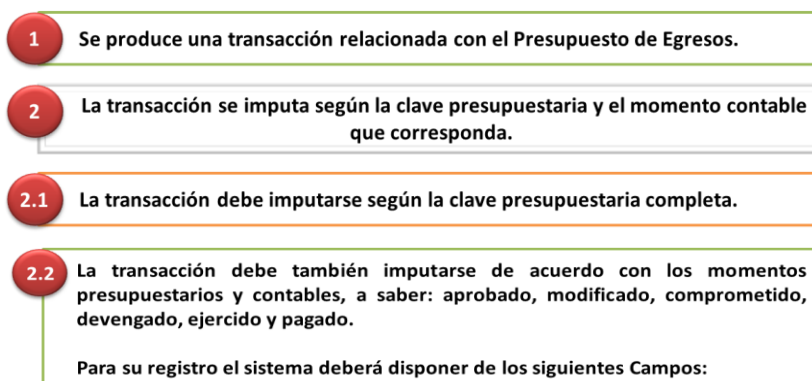 1 Se produce una transacción relacionada con el Presupuesto de Egresos.
2 La transacción se imputa según la clave presupuestaria y el momento contable
que corresponda.
2.1 La transacción debe imputarse según la clave presupuestaria completa.
2.2 La transacción debe también imputarse de acuerdo con los momentos
presupuestarios y contables, a saber: aprobado, modificado, comprometido,
devengado, ejercido y pagado.
Para su registro el sistema deberá disponer de los siguientes Campos: